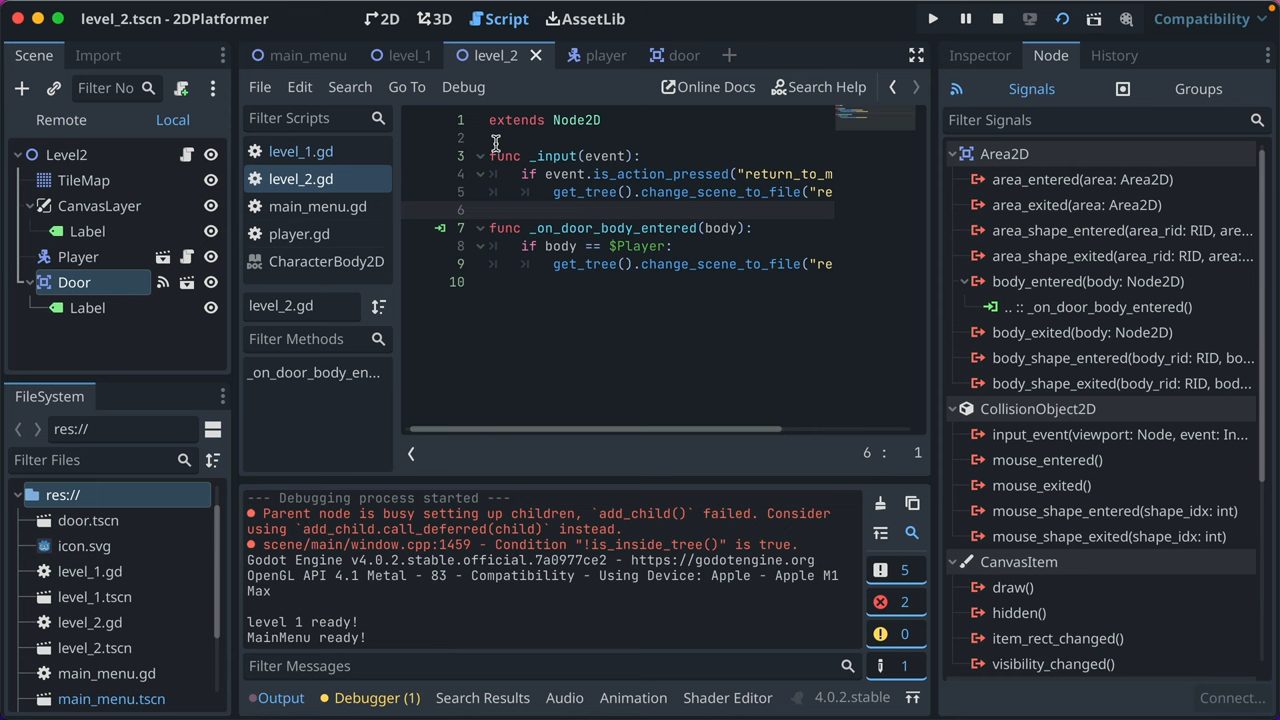 level_2.tscn - 2DPlatformer
2D
3D
Script
AssetLib
Compatibility
Scene
Import
main_menu
level_1
level_2
player
door
Inspector
Node
History
Filter No
File
Edit
Search
Go To
Debug
Online Docs
Search Help
Signals
Groups
Remote
Local
Filter Scripts
Filter Signals
Level2
TileMap
CanvasLayer
Label
Player
Door
Label
level_1.gd
level_2.gd
main_menu.gd
player.gd
CharacterBody2D
level_2.gd
Filter Methods
_on_door_body_en...
1 extends Node2D
2
3 func _input(event):
4 if event.is_action_pressed("return_to_m
5 get_tree().change_scene_to_file("re
6
7 func _on_door_body_entered(body):
8 if body == $Player:
9 get_tree().change_scene_to_file("re
10
6 : 1
Area2D
area_entered(area: Area2D)
area_exited(area: Area2D)
area_shape_entered(area_rid: RID, are...
area_shape_exited(area_rid: RID, area:...
body_entered(body: Node2D)
.. :: _on_door_body_entered()
body_exited(body: Node2D)
body_shape_entered(body_rid: RID, bo...
body_shape_exited(body_rid: RID, bod...
CollisionObject2D
input_event(viewport: Node, event: In...
mouse_entered()
mouse_exited()
mouse_shape_entered(shape_idx: int)
mouse_shape_exited(shape_idx: int)
CanvasItem
draw()
hidden()
item_rect_changed()
visibility_changed()
Connect...
FileSystem
res://
Filter Files
res://
door.tscn
icon.svg
level_1.gd
level_1.tscn
level_2.gd
level_2.tscn
main_menu.gd
main_menu.tscn
--- Debugging process started ---
Parent node is busy setting up children, `add_child()` failed. Consider
using `add_child.call_deferred(child)` instead.
scene/main/window.cpp:1459 - Condition "!is_inside_tree()" is true.
Godot Engine v4.0.2.stable.official.7a0977ce2 - https://godotengine.org
OpenGL API 4.1 Metal - 83 - Compatibility - Using Device: Apple - Apple M1
Max
level 1 ready!
MainMenu ready!
5
2
0
1
Filter Messages
Output
Debugger (1)
Search Results
Audio
Animation
Shader Editor
4.0.2.stable